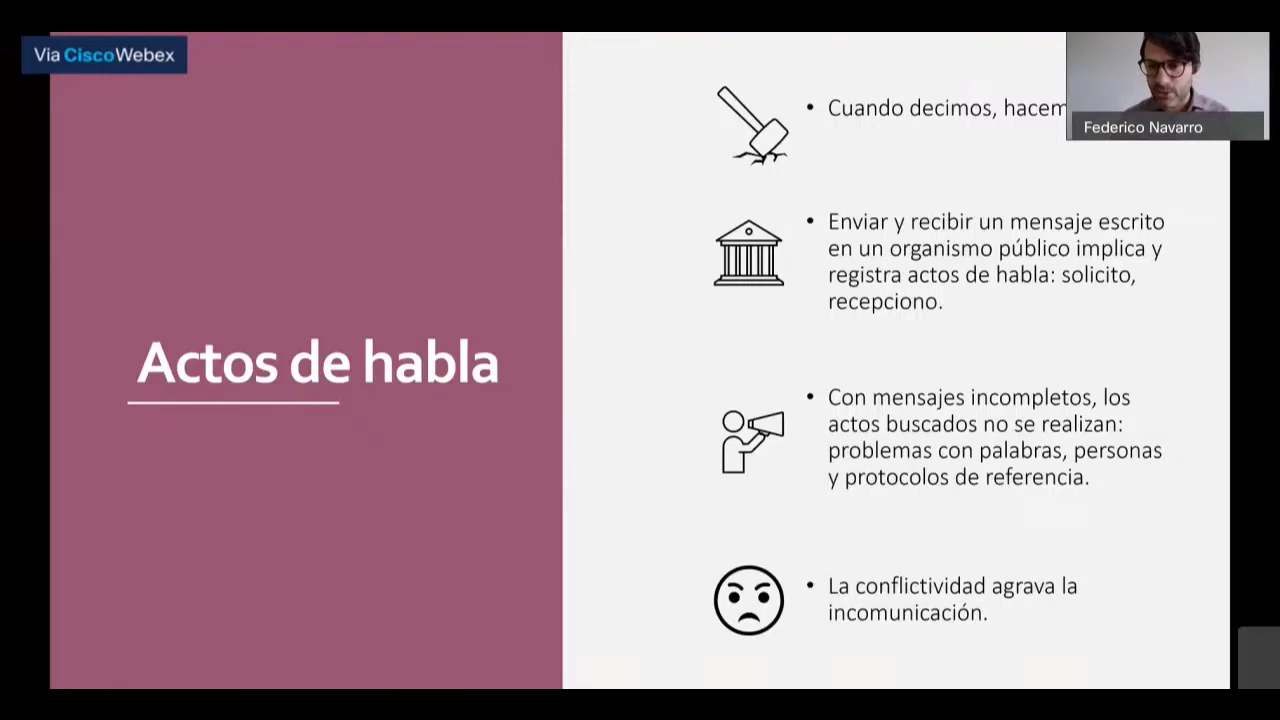 Via CiscoWebex
Federico Navarro
Actos de habla
• Cuando decimos, hacem
• Enviar y recibir un mensaje escrito
en un organismo público implica y
registra actos de habla: solicito,
recepciono.
• Con mensajes incompletos, los
actos buscados no se realizan:
problemas con palabras, personas
y protocolos de referencia.
• La conflictividad agrava la
incomunicación.